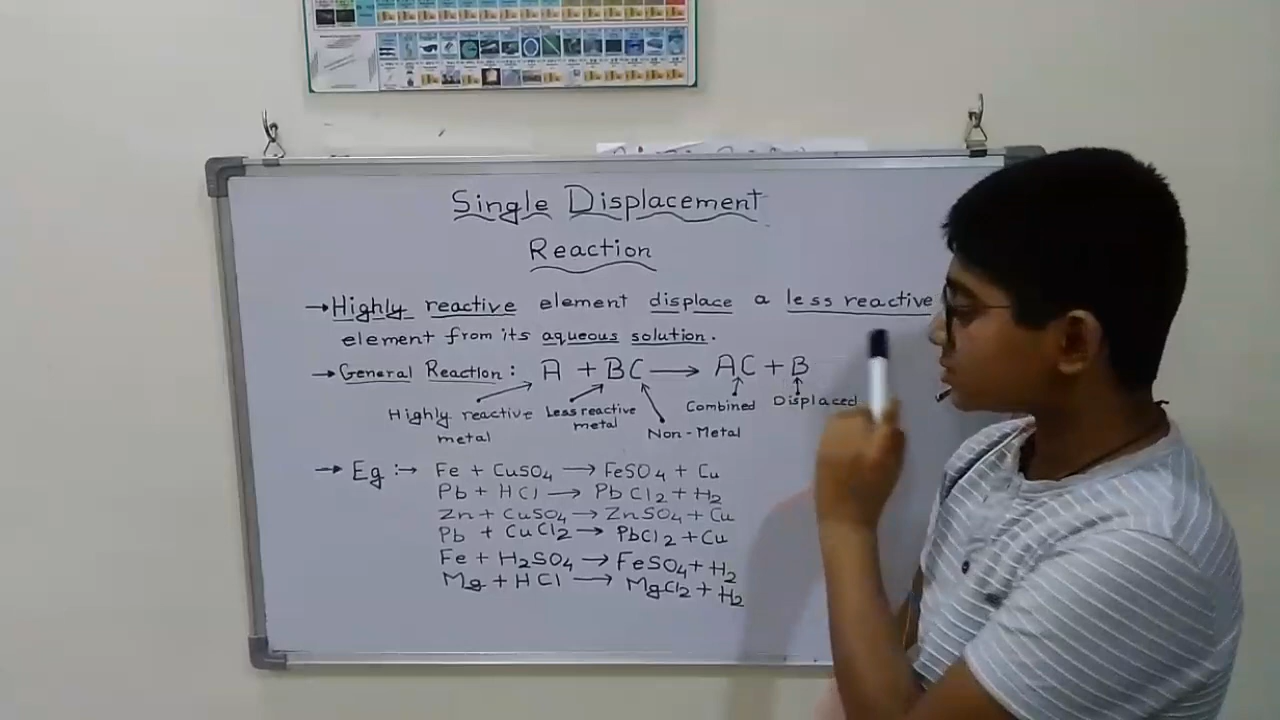 Single Displacement
Reaction
→ Highly reactive element displace a less reactive
element from its aqueous solution.
→ General Reaction : A + BC → AC + B
Highly reactive metal
Less reactive metal
Non-Metal
Combined
Displaced
→ Eg :→ Fe + CuSO4 → FeSO4 + Cu
Pb + HCl → PbCl2 + H2
Zn + CuSO4 → ZnSO4 + Cu
Pb + CuCl2 → PbCl2 + Cu
Fe + H2SO4 → FeSO4 + H2
Mg + HCl → MgCl2 + H2